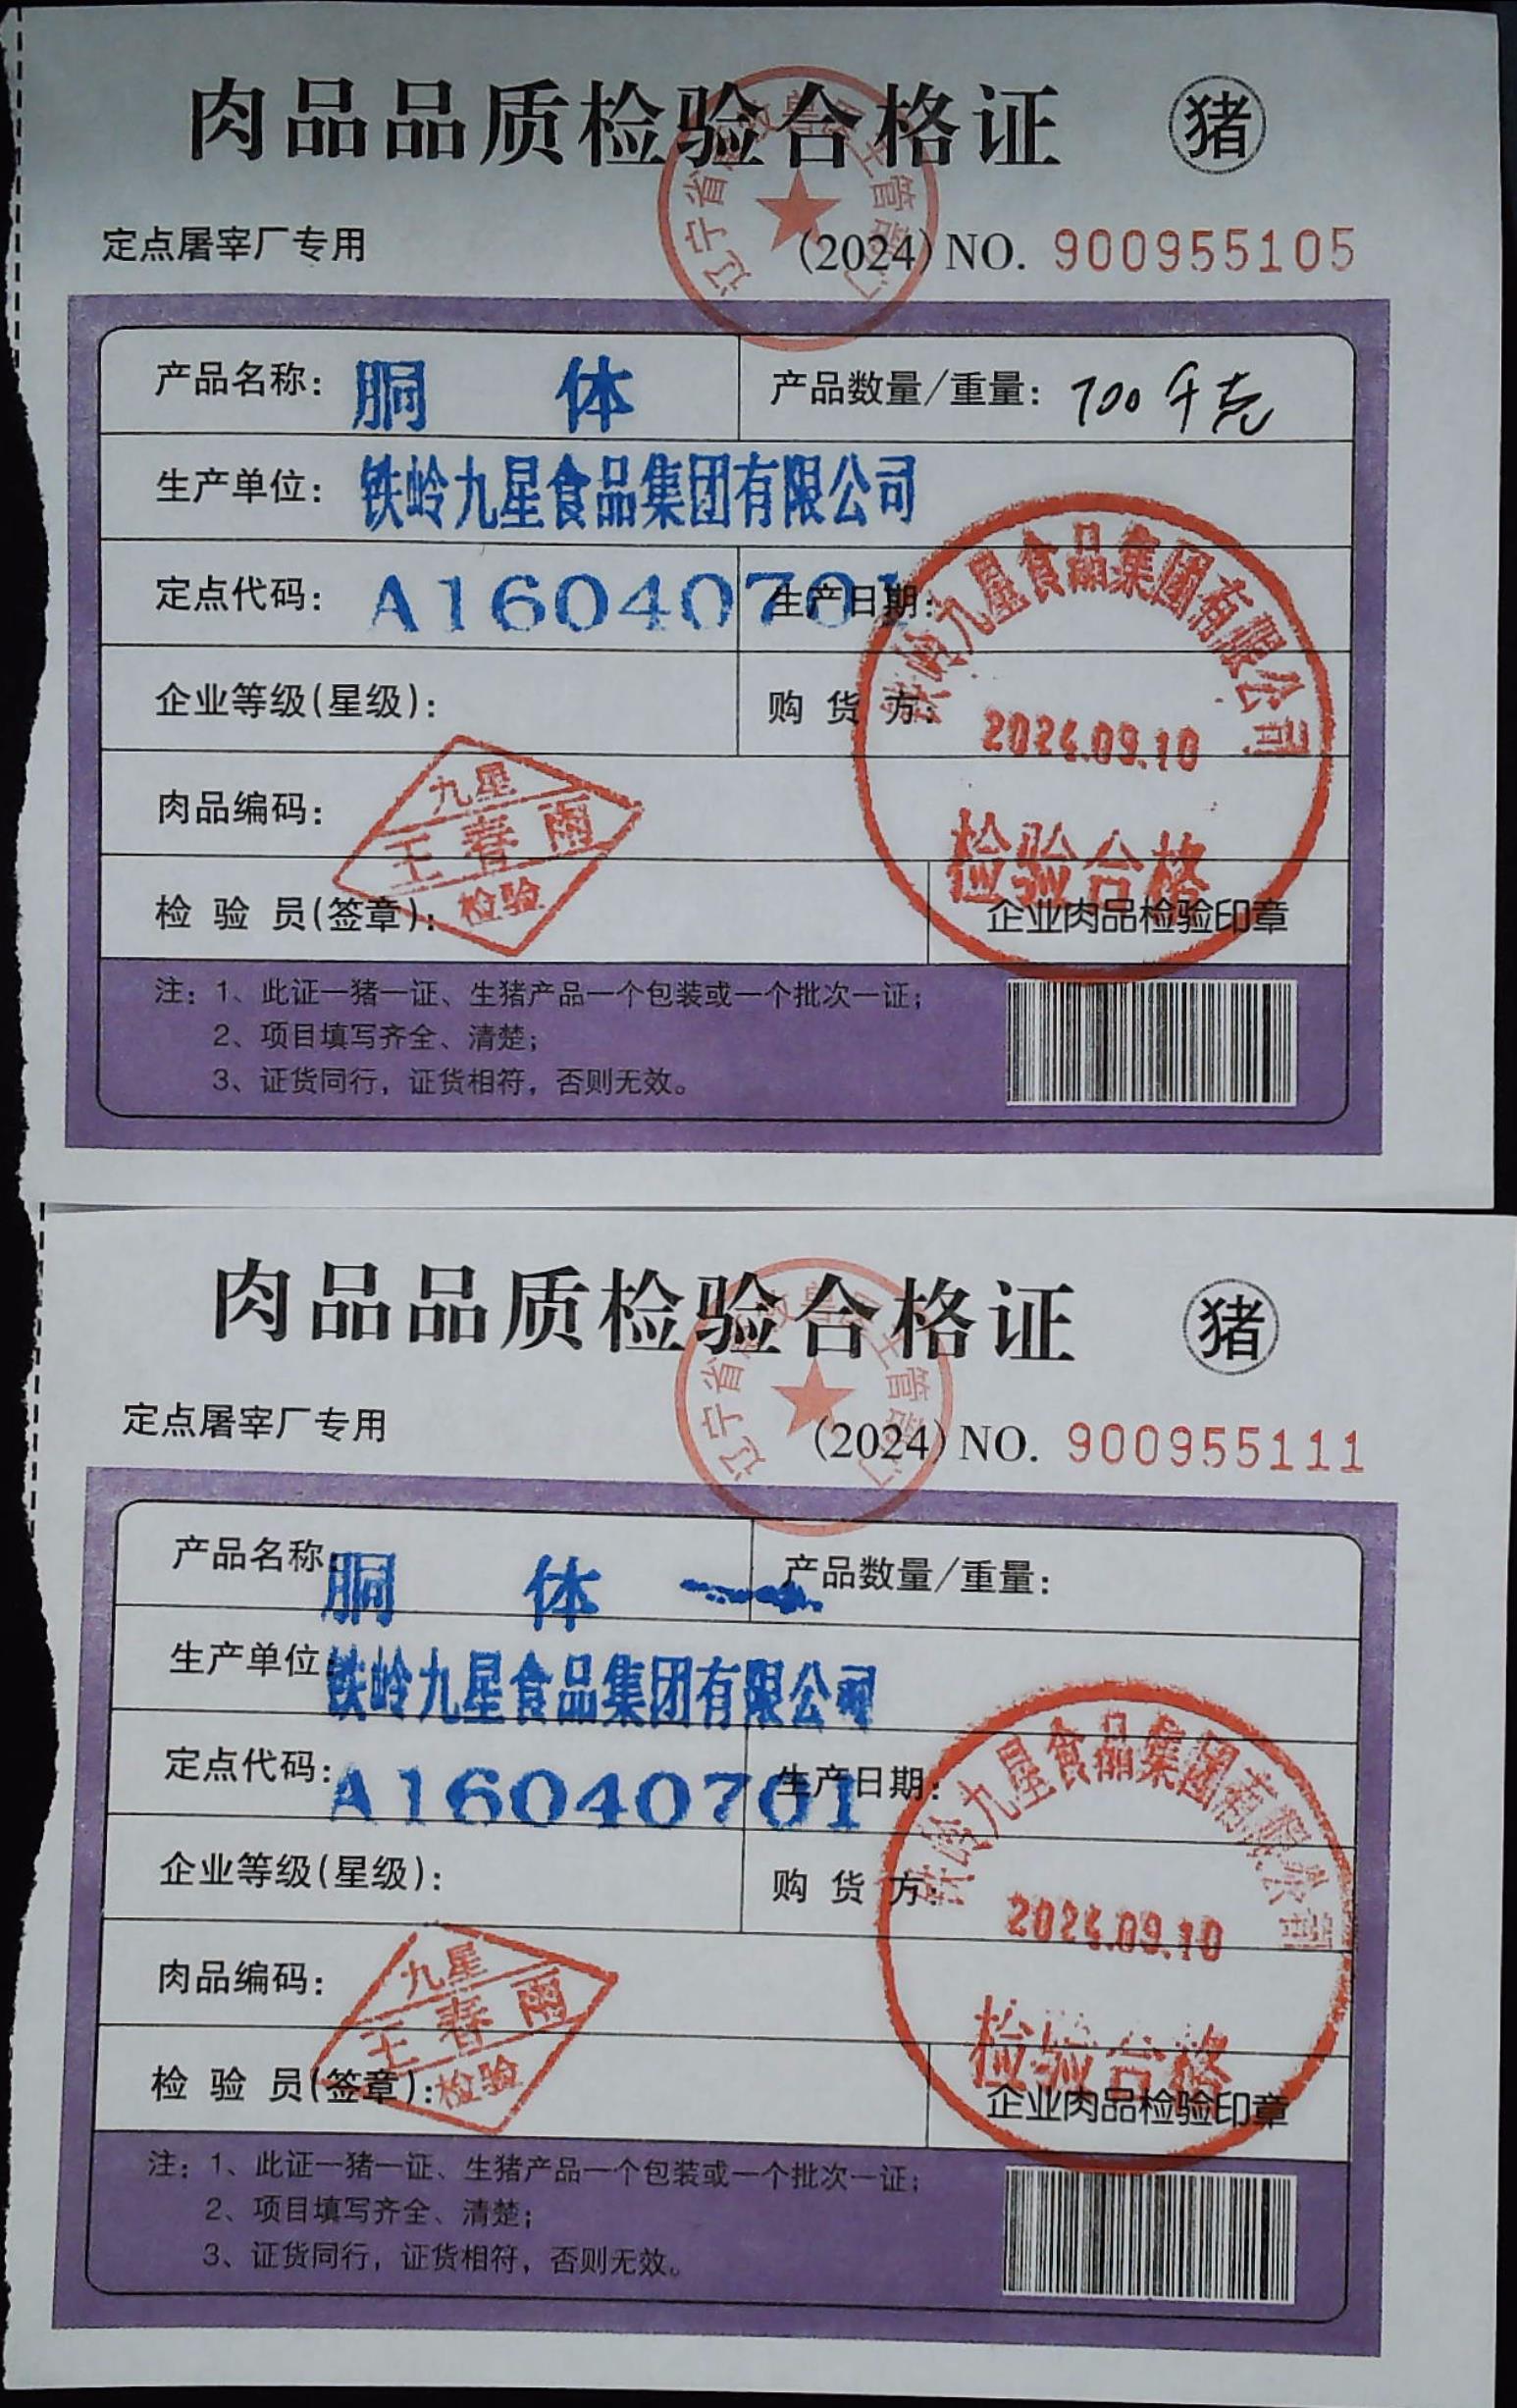 肉品品质检验合格证 猪
定点屠宰厂专用 (2024) NO. 900955105
产品名称: 胴 体 产品数量/重量: 700千克
生产单位: 铁岭九星食品集团有限公司
定点代码: A16040701 生产日期:
企业等级(星级): 购货方:
肉品编码:
检验员(签章): 企业肉品检验印章
九星
王春雨
检验
铁岭九星食品集团有限公司
2024.09.10
检验合格
注: 1、此证一猪一证、生猪产品一个包装或一个批次一证;
2、项目填写齐全、清楚;
3、证货同行, 证货相符, 否则无效。
肉品品质检验合格证 猪
定点屠宰厂专用 (2024) NO. 900955111
产品名称 胴 体 产品数量/重量:
生产单位 铁岭九星食品集团有限公司
定点代码: A16040701 生产日期:
企业等级(星级): 购货方:
肉品编码:
检验员(签章): 企业肉品检验印章
九星
王春雨
检验
铁岭九星食品集团有限公司
2024.09.10
检验合格
注: 1、此证一猪一证、生猪产品一个包装或一个批次一证;
2、项目填写齐全、清楚;
3、证货同行, 证货相符, 否则无效。